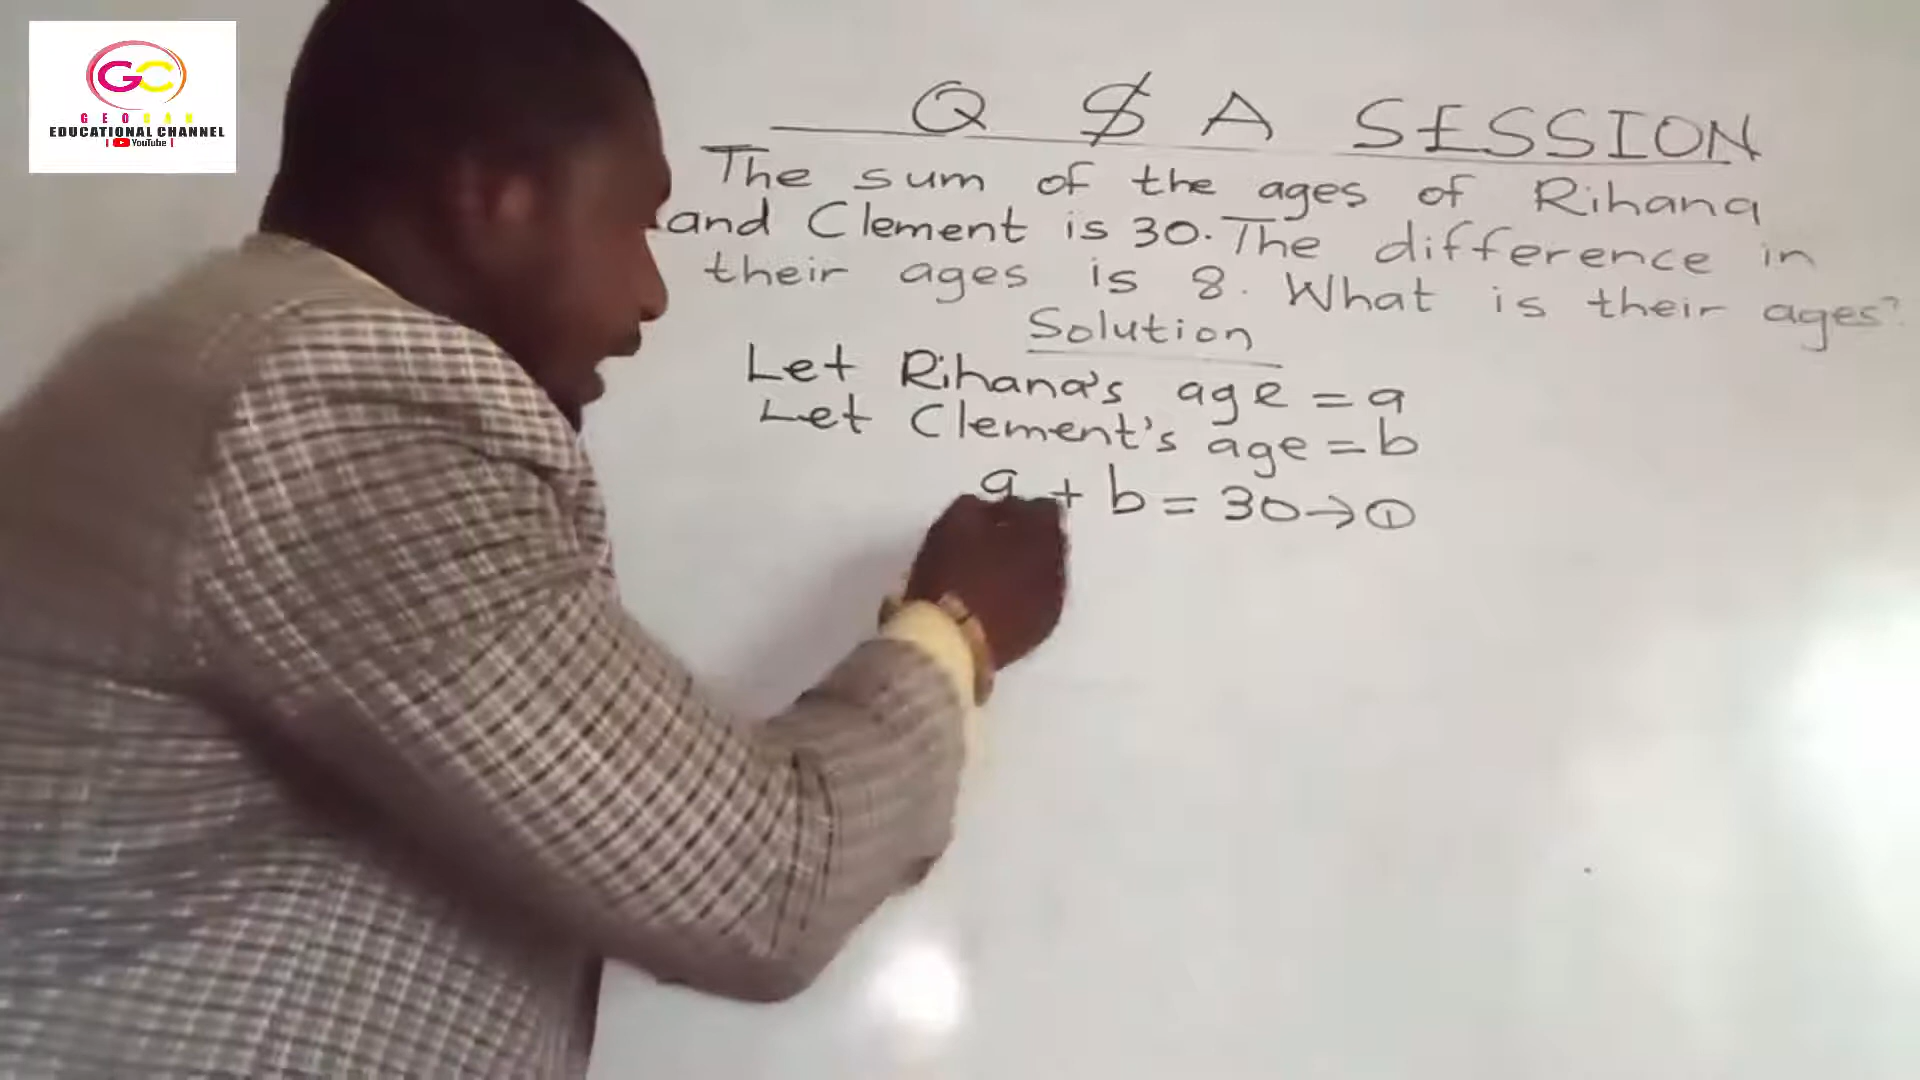 GC
GEOSAN
EDUCATIONAL CHANNEL
| YouTube |
Q $ A SESSION
The sum of the ages of Rihana
and Clement is 30. The difference in
their ages is 8. What is their ages?
Solution
Let Rihana's age = a
Let Clement's age = b
a + b = 30 → ①